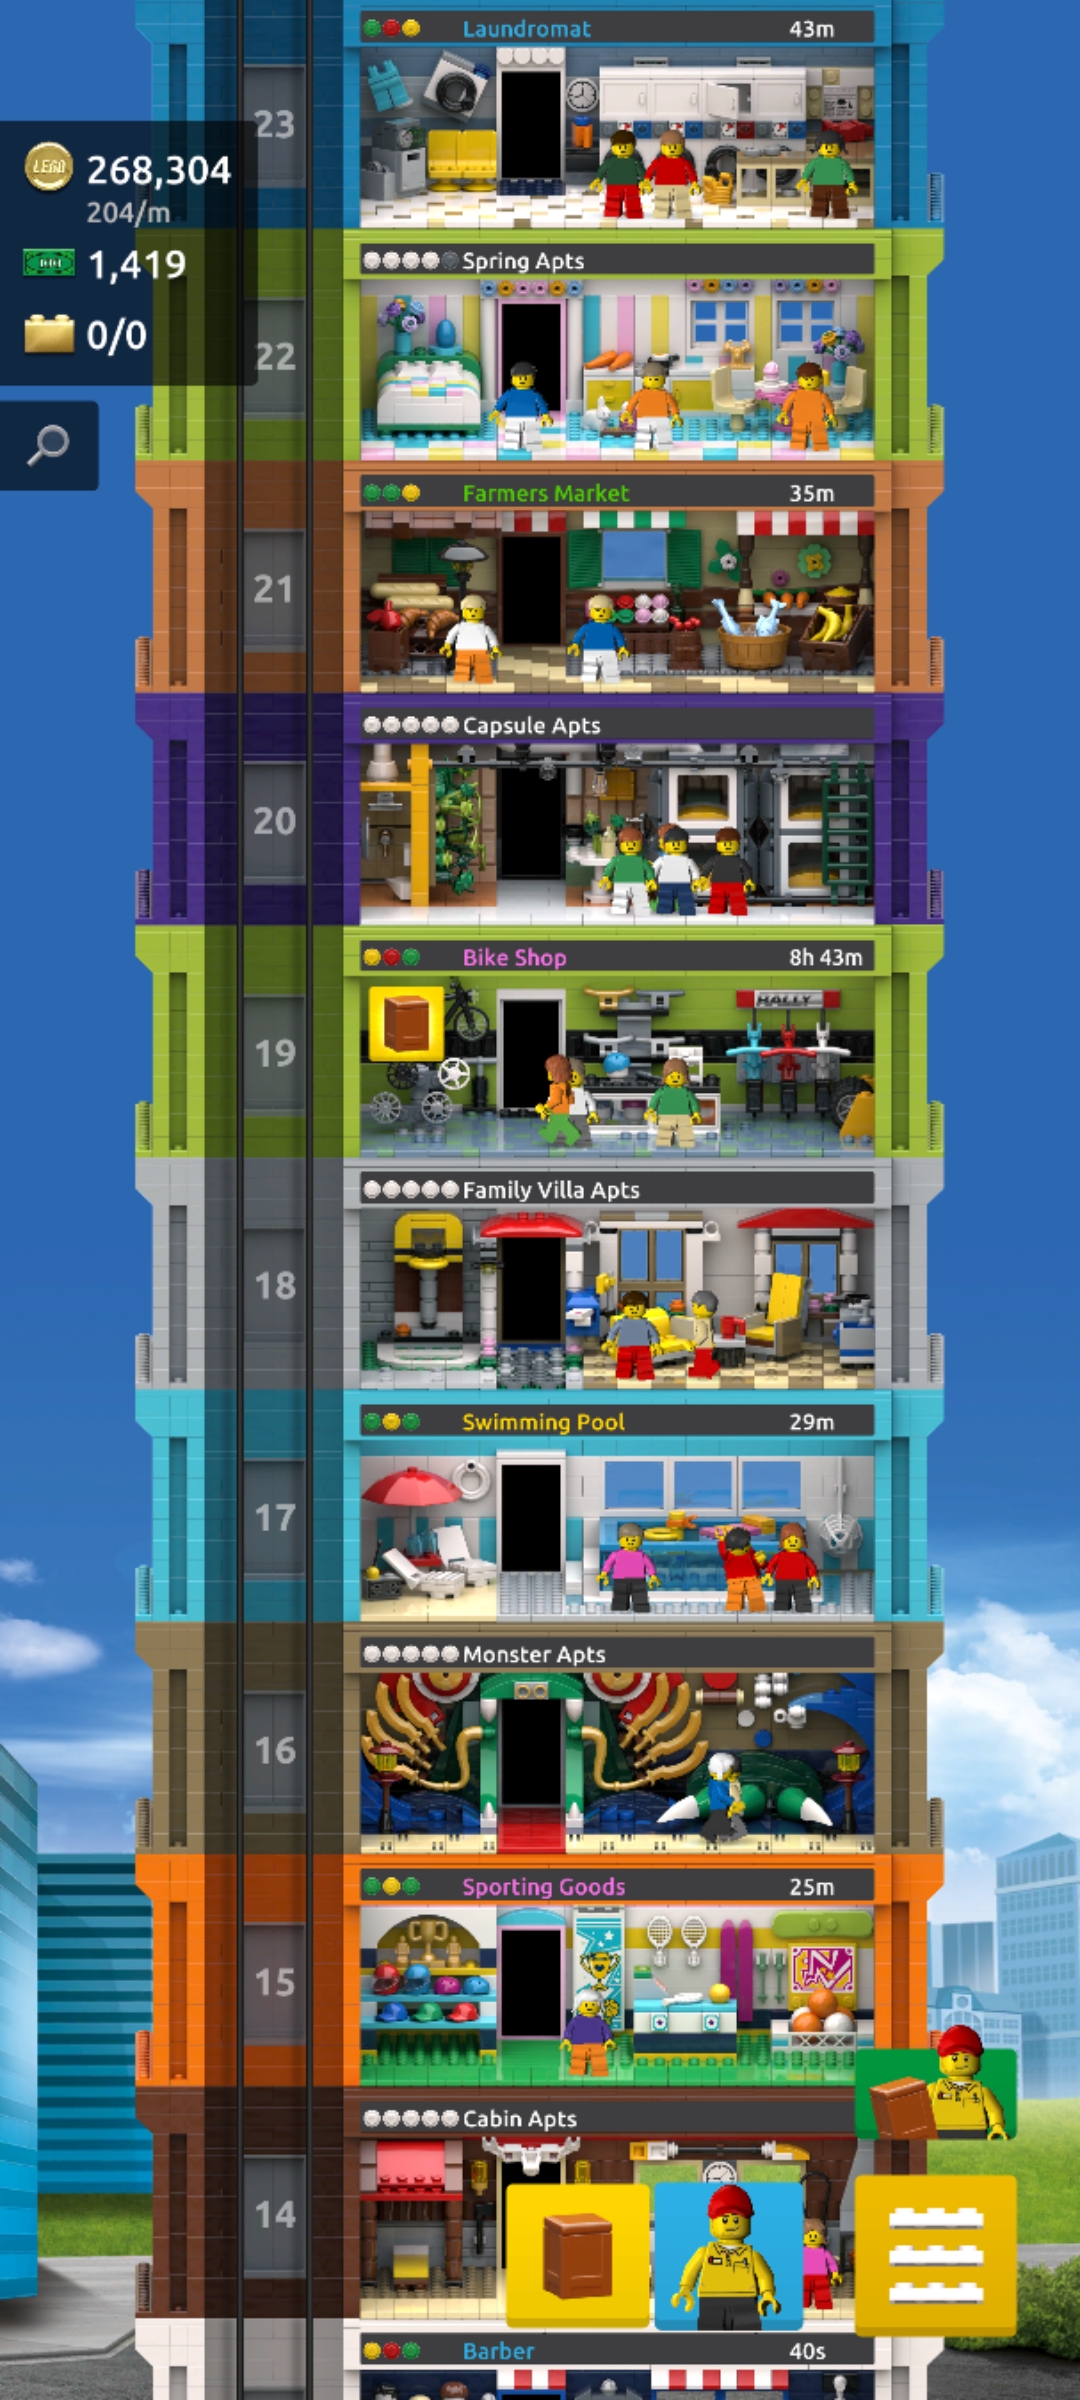 Laundromat 43m
23
LEGO 268,304
204/m
Spring Apts
1,419
0/0
22
Farmers Market 35m
21
Capsule Apts
20
Bike Shop 8h 43m
HALLY
19
Family Villa Apts
18
Swimming Pool 29m
17
Monster Apts
16
Sporting Goods 25m
15
Cabin Apts
14
Barber 40s